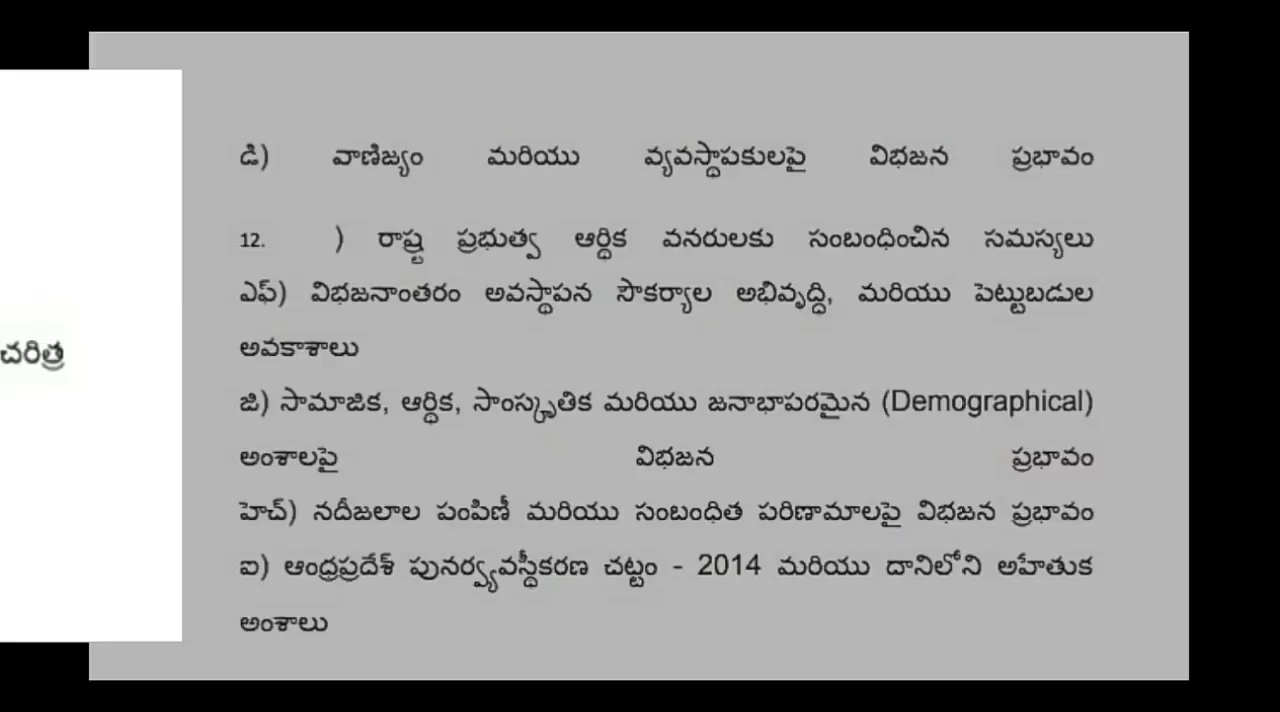 డి) వాణిజ్యం మరియు వ్యవస్థాపకులపై విభజన ప్రభావం
12. ) రాష్ట్ర ప్రభుత్వ ఆర్థిక వనరులకు సంబంధించిన సమస్యలు
ఎఫ్) విభజనాంతరం అవస్థాపన సౌకర్యాల అభివృద్ధి, మరియు పెట్టుబడుల
అవకాశాలు
చరిత్ర
జి) సామాజిక, ఆర్థిక, సాంస్కృతిక మరియు జనాభాపరమైన (Demographical)
అంశాలపై విభజన ప్రభావం
హెచ్) నదీజలాల పంపిణీ మరియు సంబంధిత పరిణామాలపై విభజన ప్రభావం
ఐ) ఆంధ్రప్రదేశ్ పునర్వ్యవస్థీకరణ చట్టం - 2014 మరియు దానిలోని అహేతుక
అంశాలు